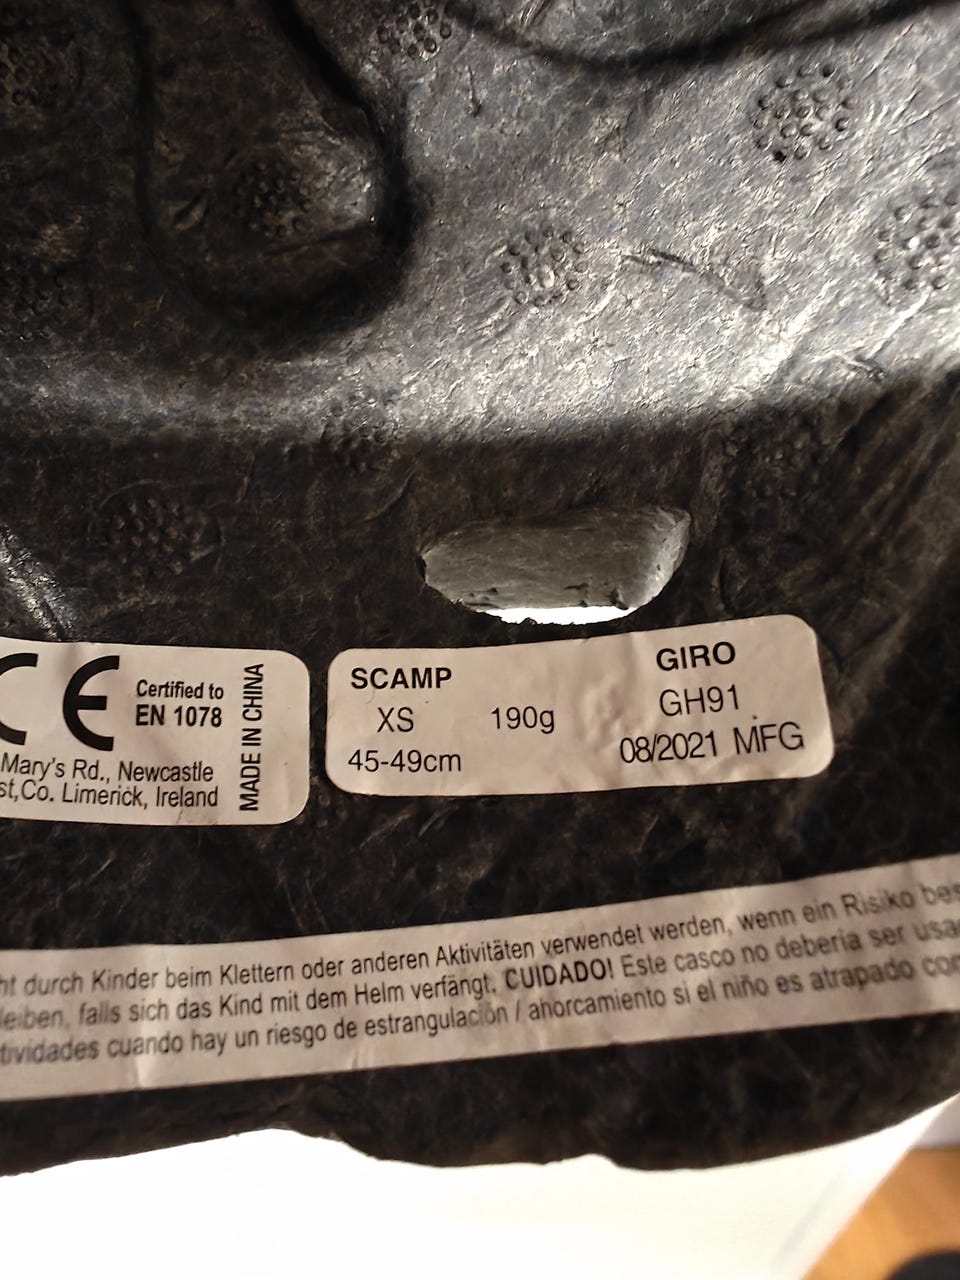 CE
Certified to
EN 1078
MADE IN CHINA
Mary's Rd., Newcastle
Co. Limerick, Ireland
SCAMP
XS
45-49cm
190g
GIRO
GH91
08/2021 MFG
durch Kinder beim Klettern oder anderen Aktivitäten verwendet werden, wenn ein Risiko
falls sich das Kind mit dem Helm verfängt. CUIDADO! Este casco no deberia ser
cuando hay un riesgo de estrangulación / ahorcamiento si el niño es atrapado